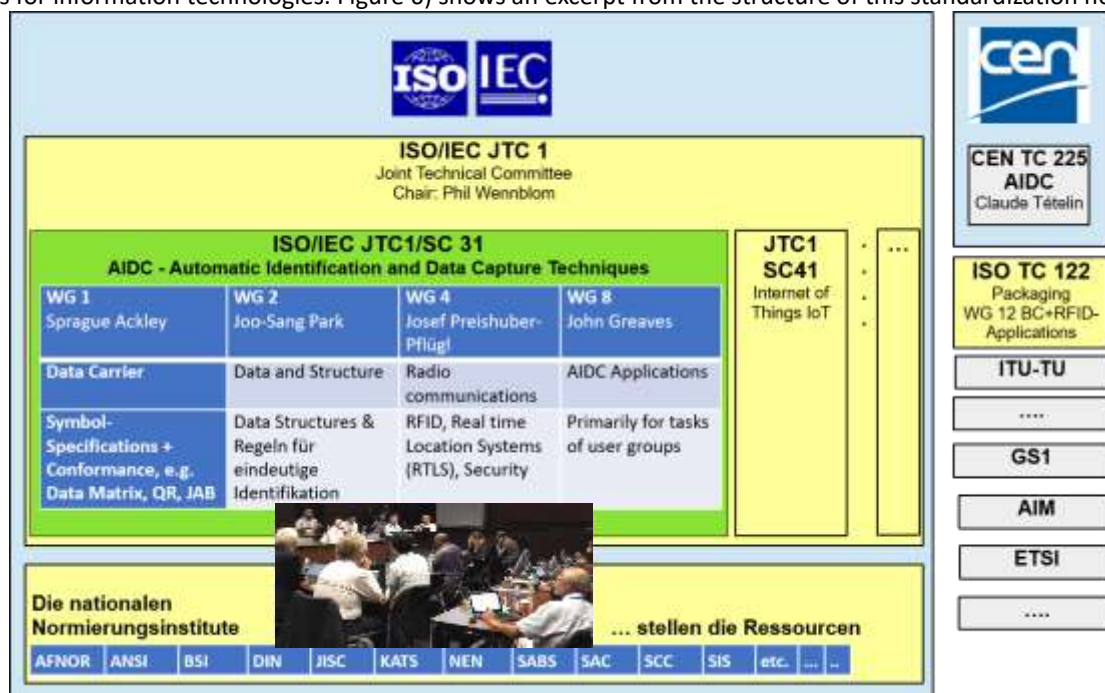 s for information technologies. Figure 6) shows an excerpt from the structure of this standardization
ISO IEC
ISO/IEC JTC 1
Joint Technical Committee
Chair: Phil Wennblom
ISO/IEC JTC1/SC 31
AIDC - Automatic Identification and Data Capture Techniques
WG 1
Sprague Ackley
WG 2
Joo-Sang Park
WG 4
Josef Preishuber-
Pflügl
WG 8
John Greaves
Data Carrier
Data and Structure
Radio
communications
AIDC Applications
Symbol-
Specifications +
Conformance, e.g.
Data Matrix, QR, JAB
Data Structures &
Regeln für
eindeutige
Identifikation
RFID, Real time
Location Systems
(RTLS), Security
Primarily for tasks
of user groups
JTC1
SC41
Internet of
Things IoT
...
Die nationalen
Normierungsinstitute
... stellen die Ressourcen
AFNOR ANSI BSI DIN JISC KATS NEN SABS SAC SCC SIS etc. ... ..
cen
CEN TC 225
AIDC
Claude Tételin
ISO TC 122
Packaging
WG 12 BC+RFID-
Applications
ITU-TU
....
GS1
AIM
ETSI
....